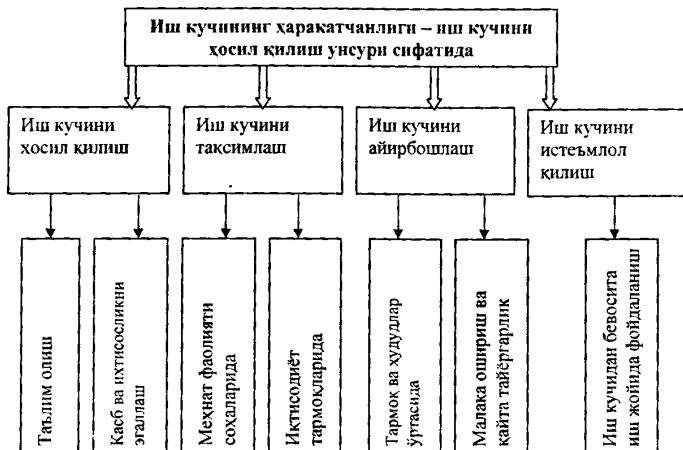 Иш кучининг ҳаракатчанлиги – иш кучини
ҳосил қилиш унсури сифатида
Иш кучини
ҳосил қилиш
Иш кучини
тақсимлаш
Иш кучини
айирбошлаш
Иш кучини
истеъмлол
қилиш
Таълим олиш
Касб ва ихтисосликни
эгаллаш
Меҳнат фаолияти
соҳаларида
Иқтисодиёт
тармоқларида
Тармоқ ва ҳудудлар
ўртасида
Малака ошириш ва
қайта тайёргарлик
Иш кучидан бевосита
иш жойида фойдаланиш